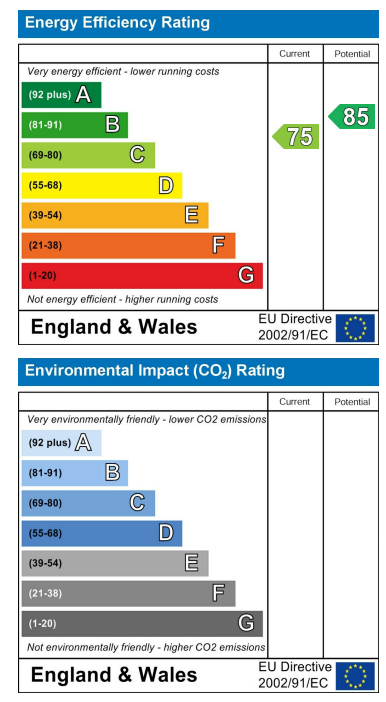 Energy Efficiency Rating
Current Potential
Very energy efficient - lower running costs
(92 plus) A
(81-91) B
(69-80) C
(55-68) D
(39-54) E
(21-38) F
(1-20) G
75
85
Not energy efficient - higher running costs
England & Wales
EU Directive
2002/91/EC
Environmental Impact (CO₂) Rating
Current Potential
Very environmentally friendly - lower CO2 emissions
(92 plus) A
(81-91) B
(69-80) C
(55-68) D
(39-54) E
(21-38) F
(1-20) G
Not environmentally friendly - higher CO2 emissions
England & Wales
EU Directive
2002/91/EC